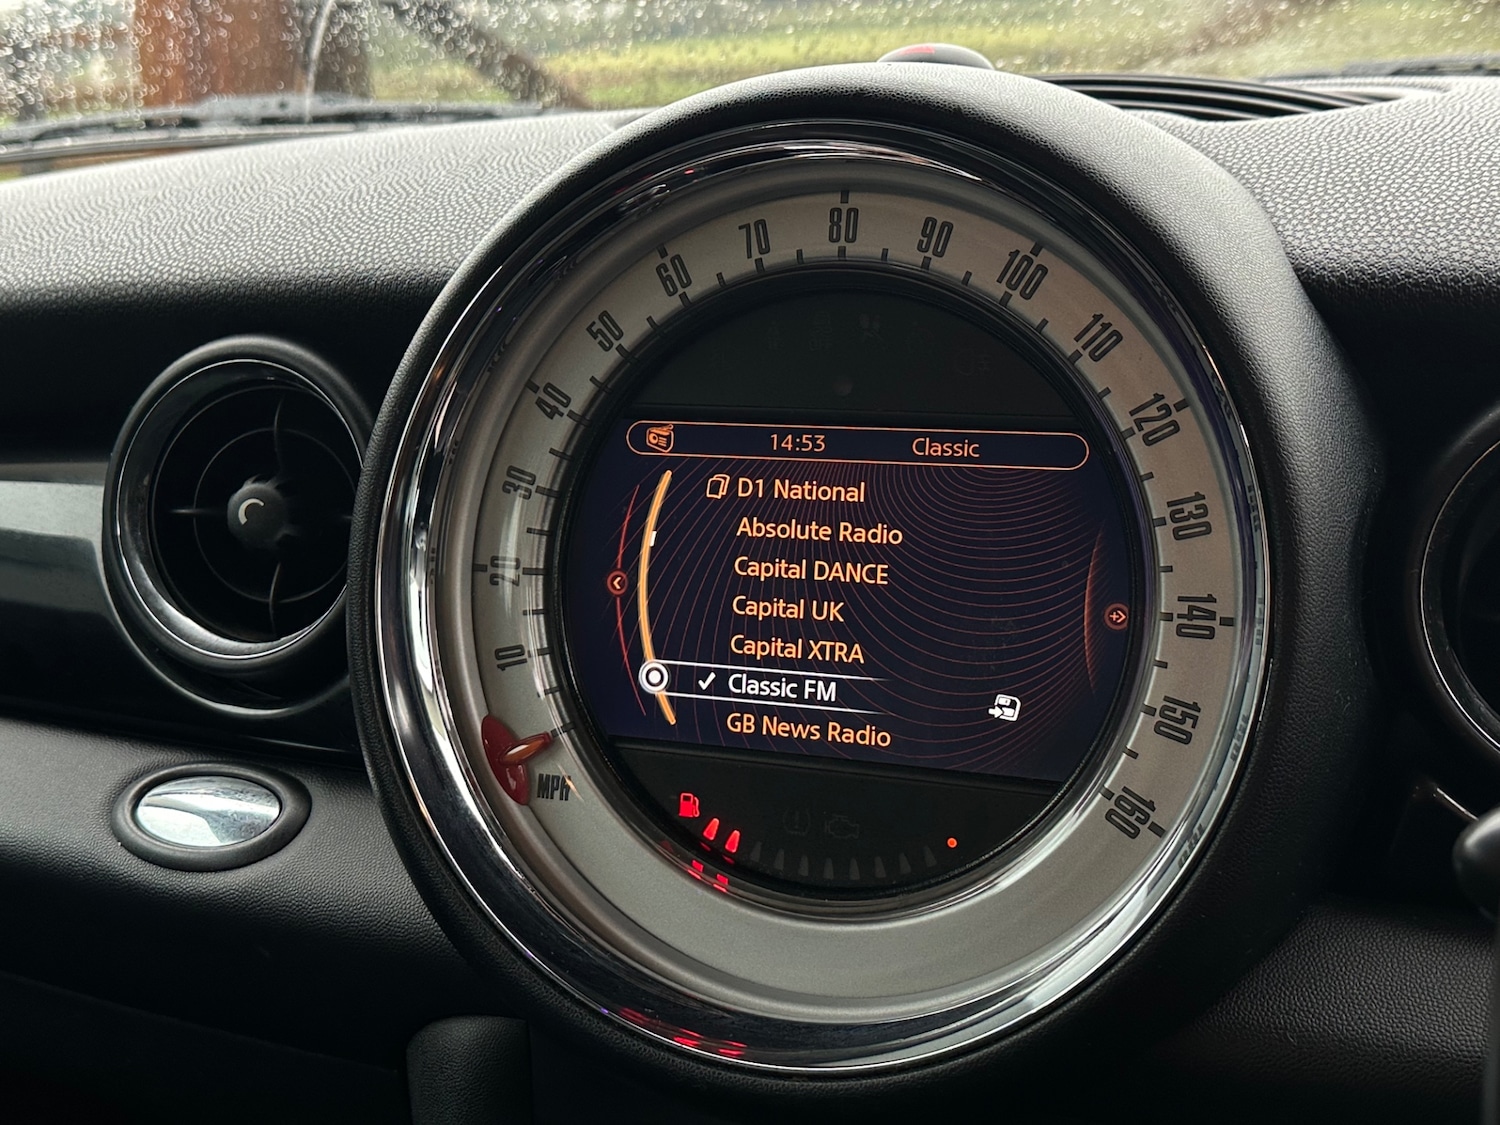 14:53 Classic
D1 National
Absolute Radio
Capital DANCE
Capital UK
Capital XTRA
✓ Classic FM
GB News Radio
10
20
30
40
50
60
70
80
90
100
110
120
130
140
150
160
MPH